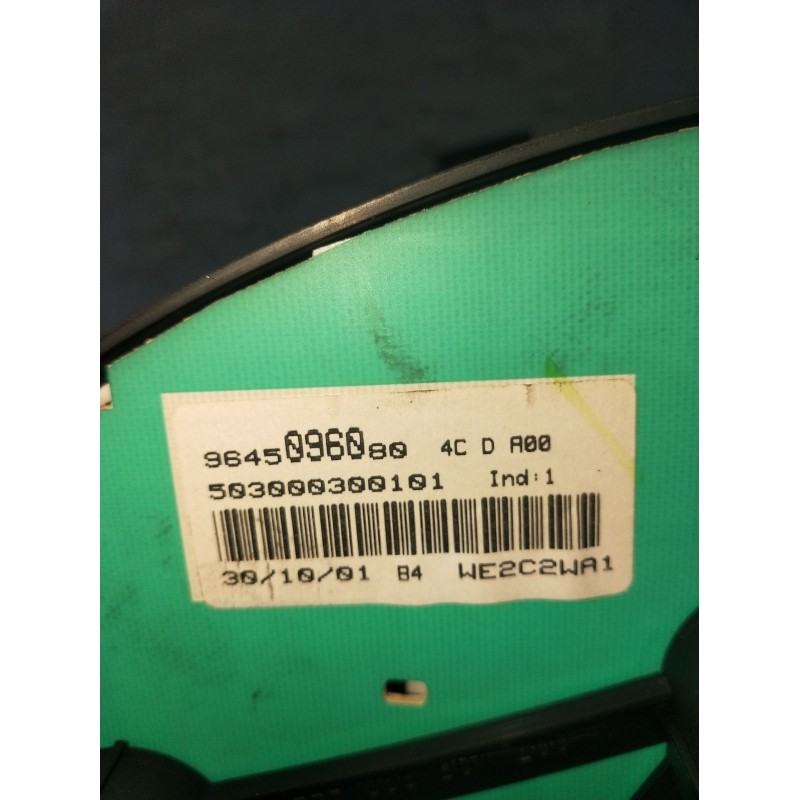 9645096080 4C D A00
503000300101 Ind:1
30/10/01 B4 WE2C2WA1